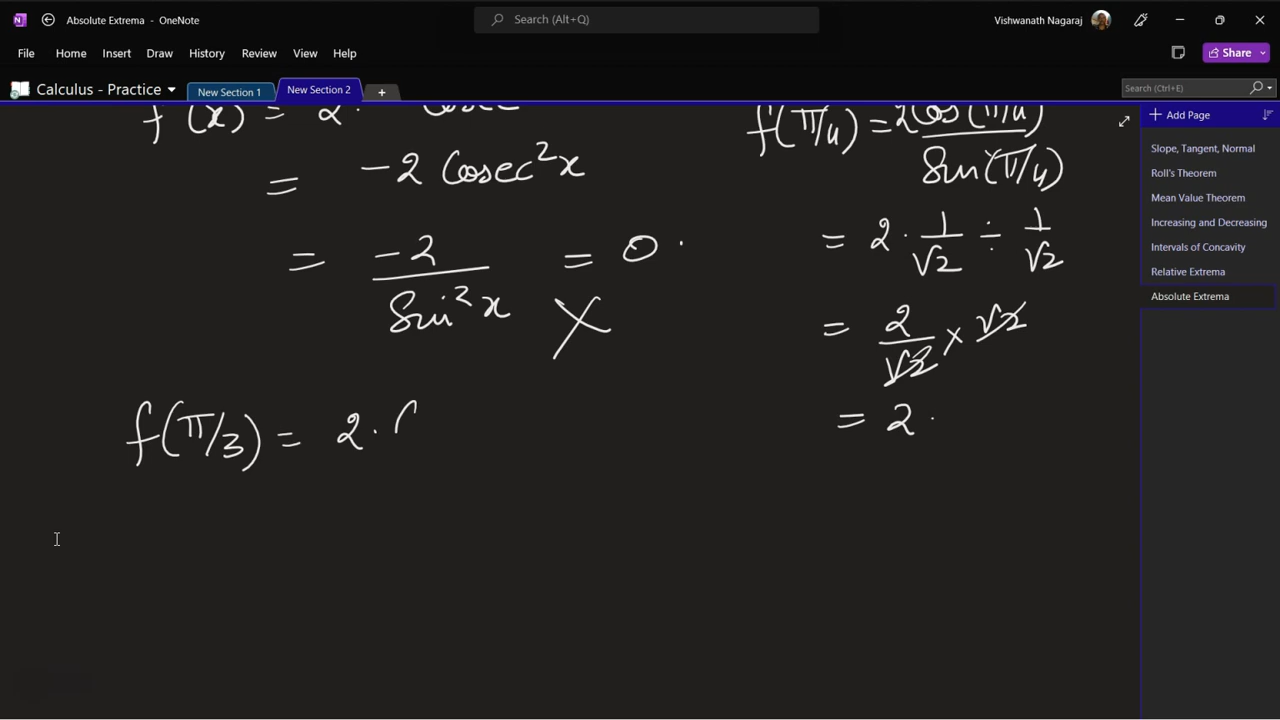 Absolute Extrema - OneNote
Search (Alt+Q)
Vishwanath Nagaraj
File Home Insert Draw History Review View Help
Share
Calculus - Practice
New Section 1
New Section 2
Search (Ctrl+E)
Add Page
Slope, Tangent, Normal
Roll's Theorem
Mean Value Theorem
Increasing and Decreasing
Intervals of Concavity
Relative Extrema
Absolute Extrema
= -2 Cosec²x
= -2 / Sin²x = 0. X
f(π/3) = 2.
f(π/4) = 2Cos(π/4) / Sin(π/4)
= 2 · 1/√2 ÷ 1/√2
= 2/√2 × √2
= 2.